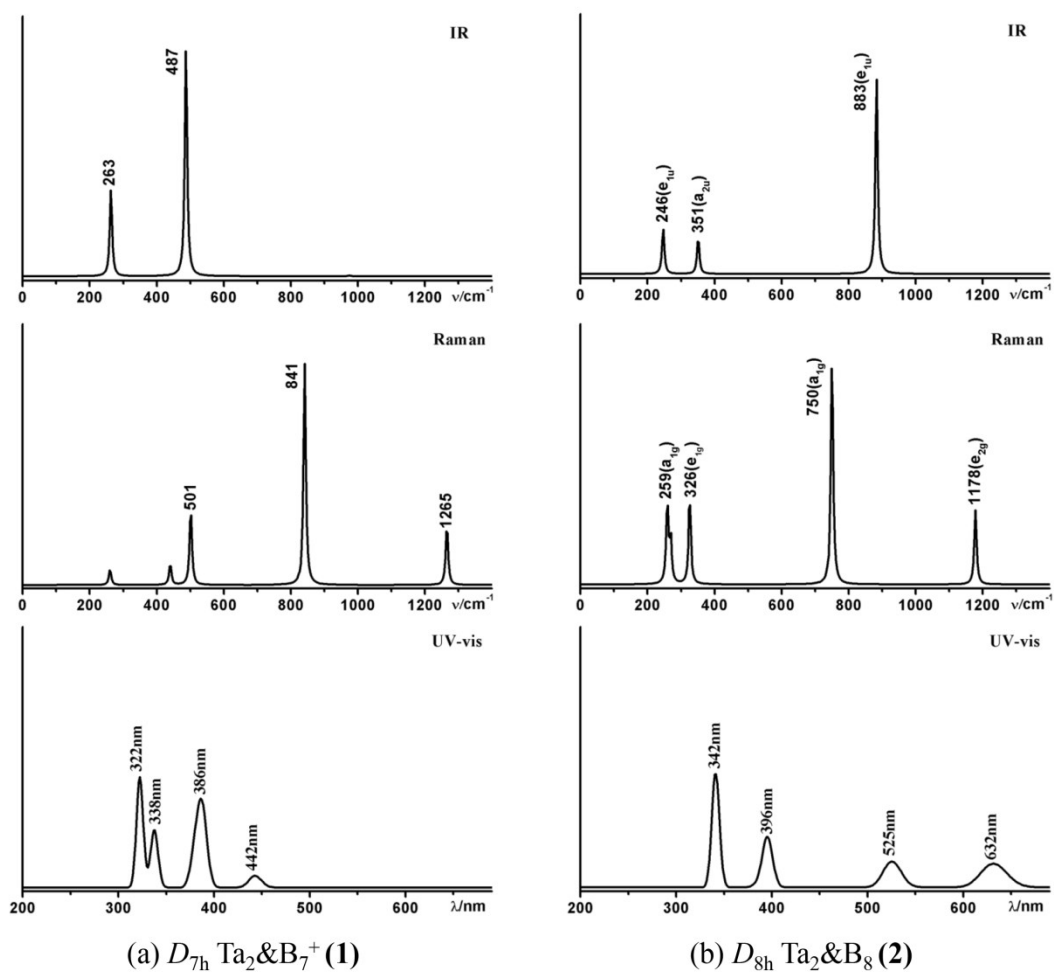 IR
487
263
0 200 400 600 800 1000 1200 ν/cm⁻¹
Raman
841
501
1265
0 200 400 600 800 1000 1200 ν/cm⁻¹
UV-vis
322nm
338nm
386nm
442nm
200 300 400 500 600 λ/nm
(a) D₇ₕ Ta₂&B₇⁺ (1)
IR
883(e₁ᵤ)
246(e₁ᵤ)
351(a₂ᵤ)
0 200 400 600 800 1000 1200 ν/cm⁻¹
Raman
750(a₁g)
259(a₁g)
326(e₁g)
1178(e₂g)
0 200 400 600 800 1000 1200 ν/cm⁻¹
UV-vis
342nm
396nm
525nm
632nm
200 300 400 500 600 λ/nm
(b) D₈ₕ Ta₂&B₈ (2)